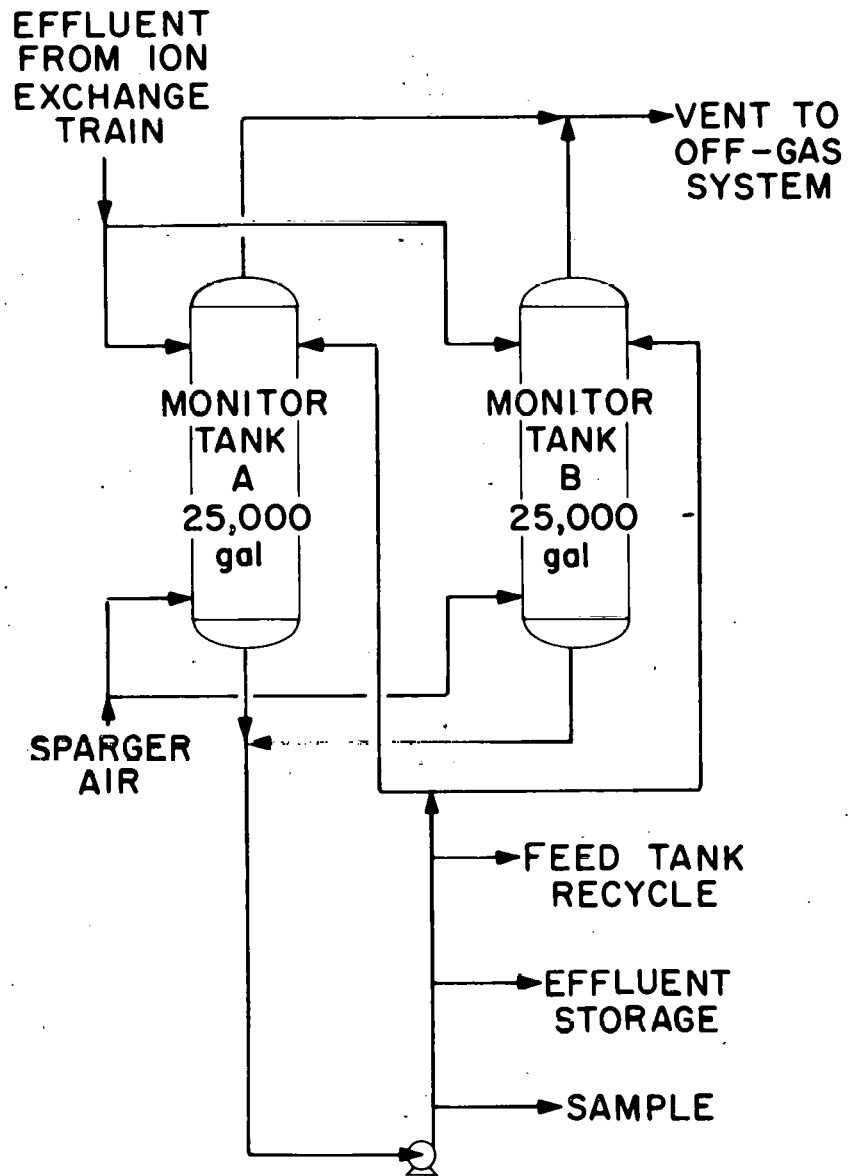 EFFLUENT
FROM ION
EXCHANGE
TRAIN
VENT TO
OFF-GAS
SYSTEM
MONITOR
TANK
A
25,000
gal
MONITOR
TANK
B
25,000
gal
SPARGER
AIR
FEED TANK
RECYCLE
EFFLUENT
STORAGE
SAMPLE